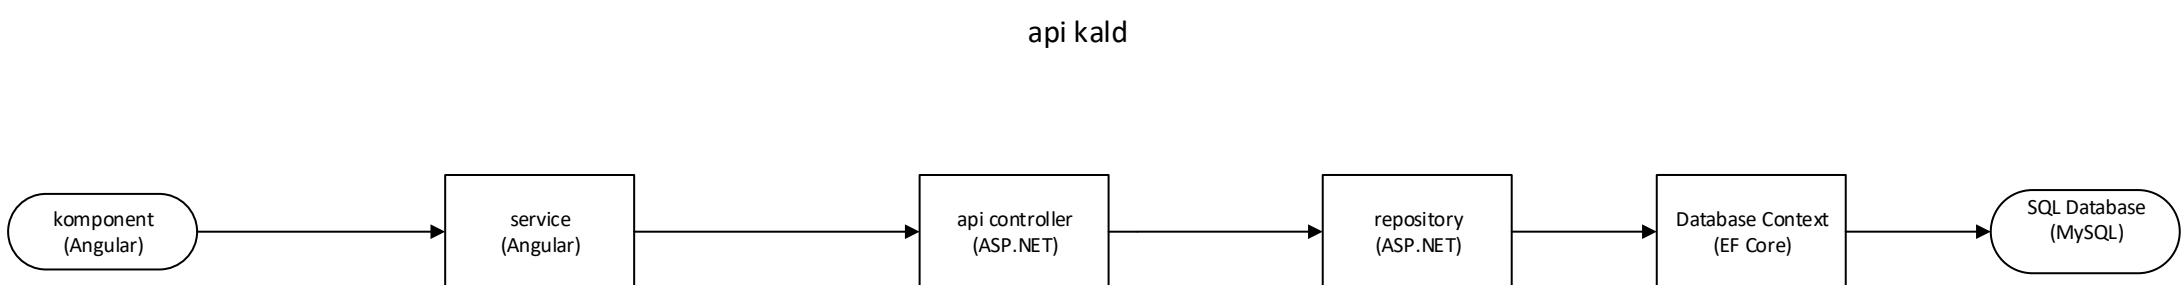 api kald
komponent
(Angular)
service
(Angular)
api controller
(ASP.NET)
repository
(ASP.NET)
Database Context
(EF Core)
SQL Database
(MySQL)